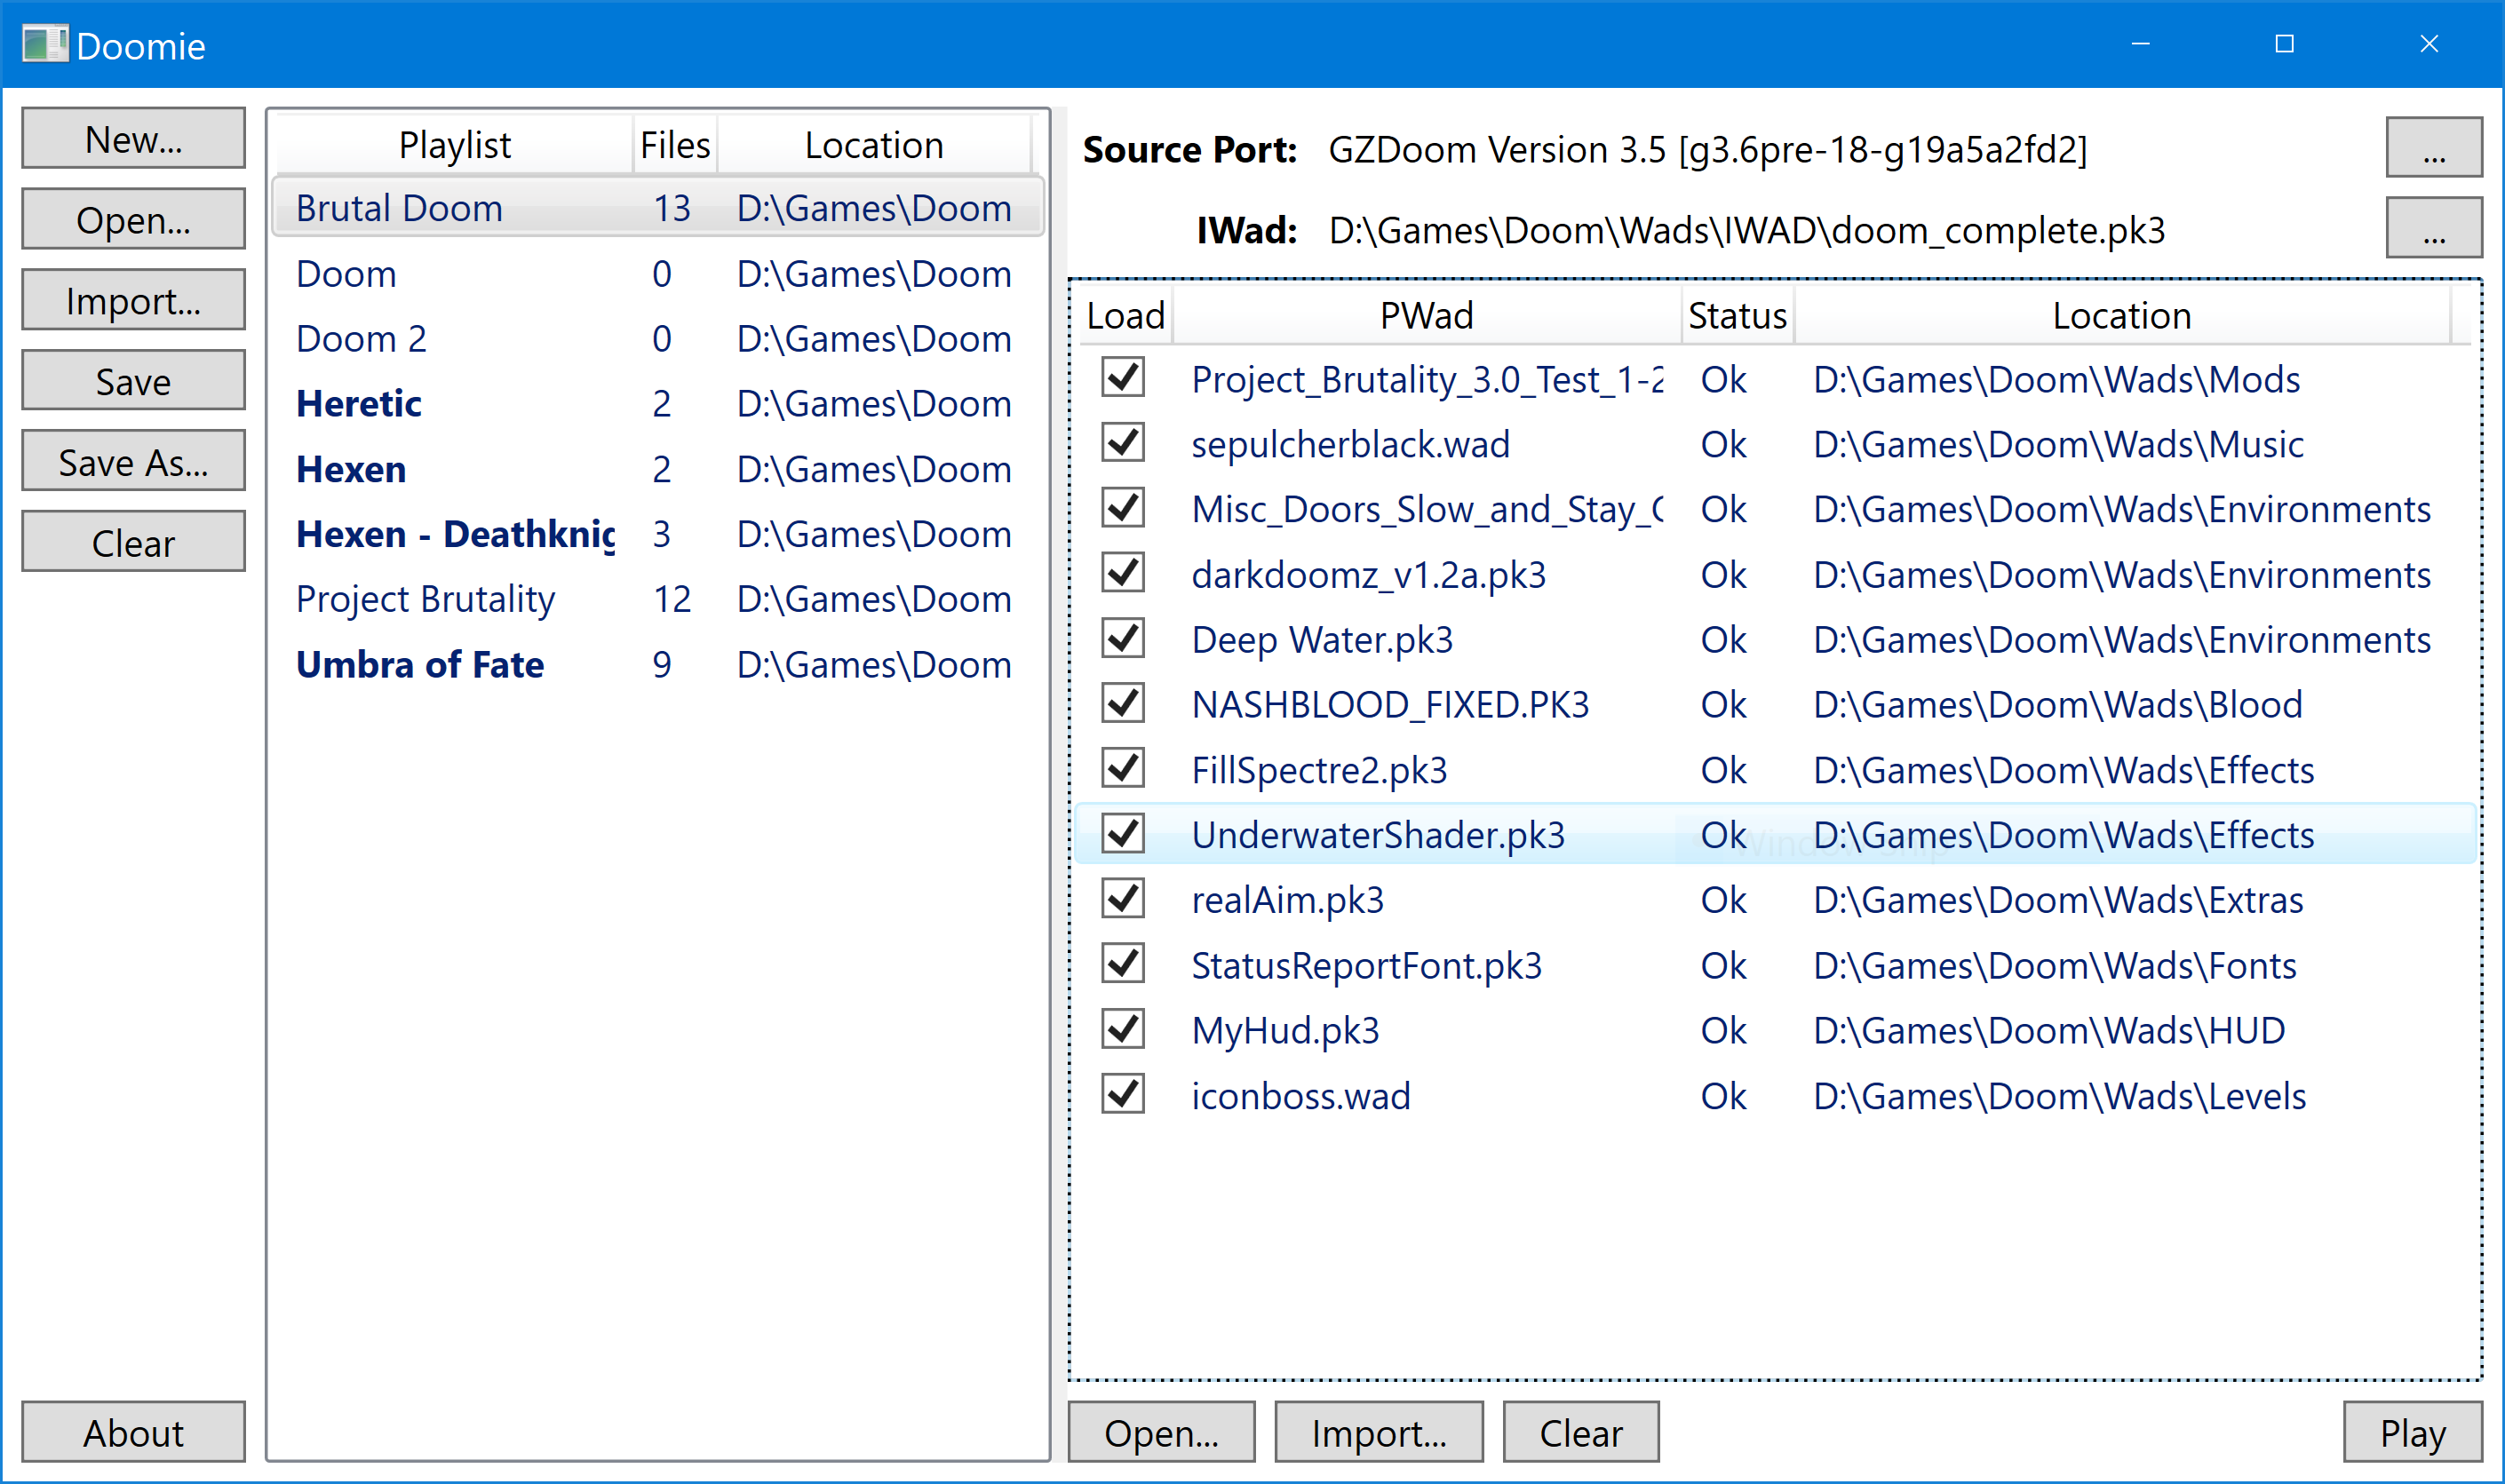 Doomie
New...
Open...
Import...
Save
Save As...
Clear
About
Playlist Files Location
Brutal Doom 13 D:\Games\Doom
Doom 0 D:\Games\Doom
Doom 2 0 D:\Games\Doom
Heretic 2 D:\Games\Doom
Hexen 2 D:\Games\Doom
Hexen - Deathknig 3 D:\Games\Doom
Project Brutality 12 D:\Games\Doom
Umbra of Fate 9 D:\Games\Doom
Source Port: GZDoom Version 3.5 [g3.6pre-18-g19a5a2fd2] ...
IWad: D:\Games\Doom\Wads\IWAD\doom_complete.pk3 ...
Load PWad Status Location
Project_Brutality_3.0_Test_1-2 Ok D:\Games\Doom\Wads\Mods
sepulcherblack.wad Ok D:\Games\Doom\Wads\Music
Misc_Doors_Slow_and_Stay_ Ok D:\Games\Doom\Wads\Environments
darkdoomz_v1.2a.pk3 Ok D:\Games\Doom\Wads\Environments
Deep Water.pk3 Ok D:\Games\Doom\Wads\Environments
NASHBLOOD_FIXED.PK3 Ok D:\Games\Doom\Wads\Blood
FillSpectre2.pk3 Ok D:\Games\Doom\Wads\Effects
UnderwaterShader.pk3 Ok D:\Games\Doom\Wads\Effects
realAim.pk3 Ok D:\Games\Doom\Wads\Extras
StatusReportFont.pk3 Ok D:\Games\Doom\Wads\Fonts
MyHud.pk3 Ok D:\Games\Doom\Wads\HUD
iconboss.wad Ok D:\Games\Doom\Wads\Levels
Open... Import... Clear Play